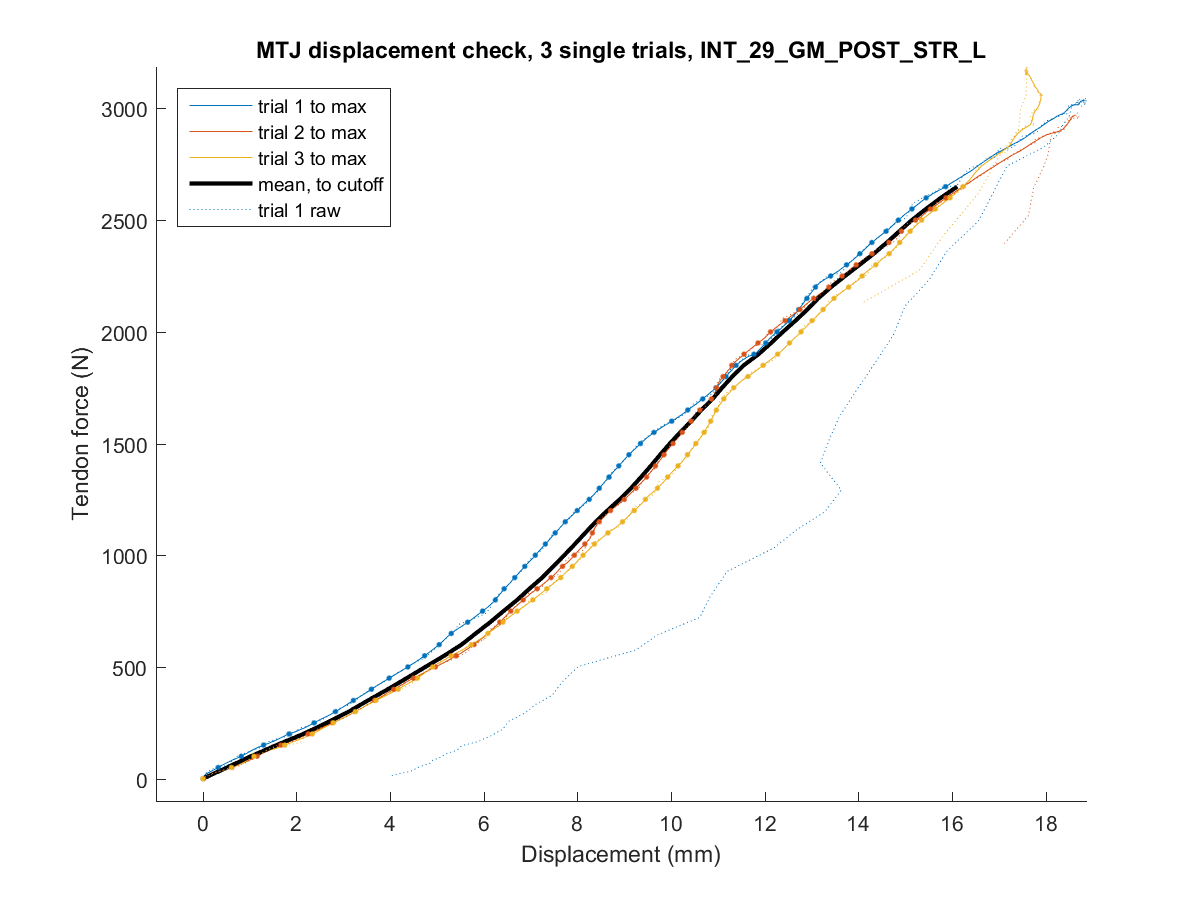 MTJ displacement check, 3 single trials, INT_29_GM_POST_STR_L
trial 1 to max
trial 2 to max
trial 3 to max
mean, to cutoff
trial 1 raw
3000
2500
2000
1500
1000
500
0
Tendon force (N)
0 2 4 6 8 10 12 14 16 18
Displacement (mm)